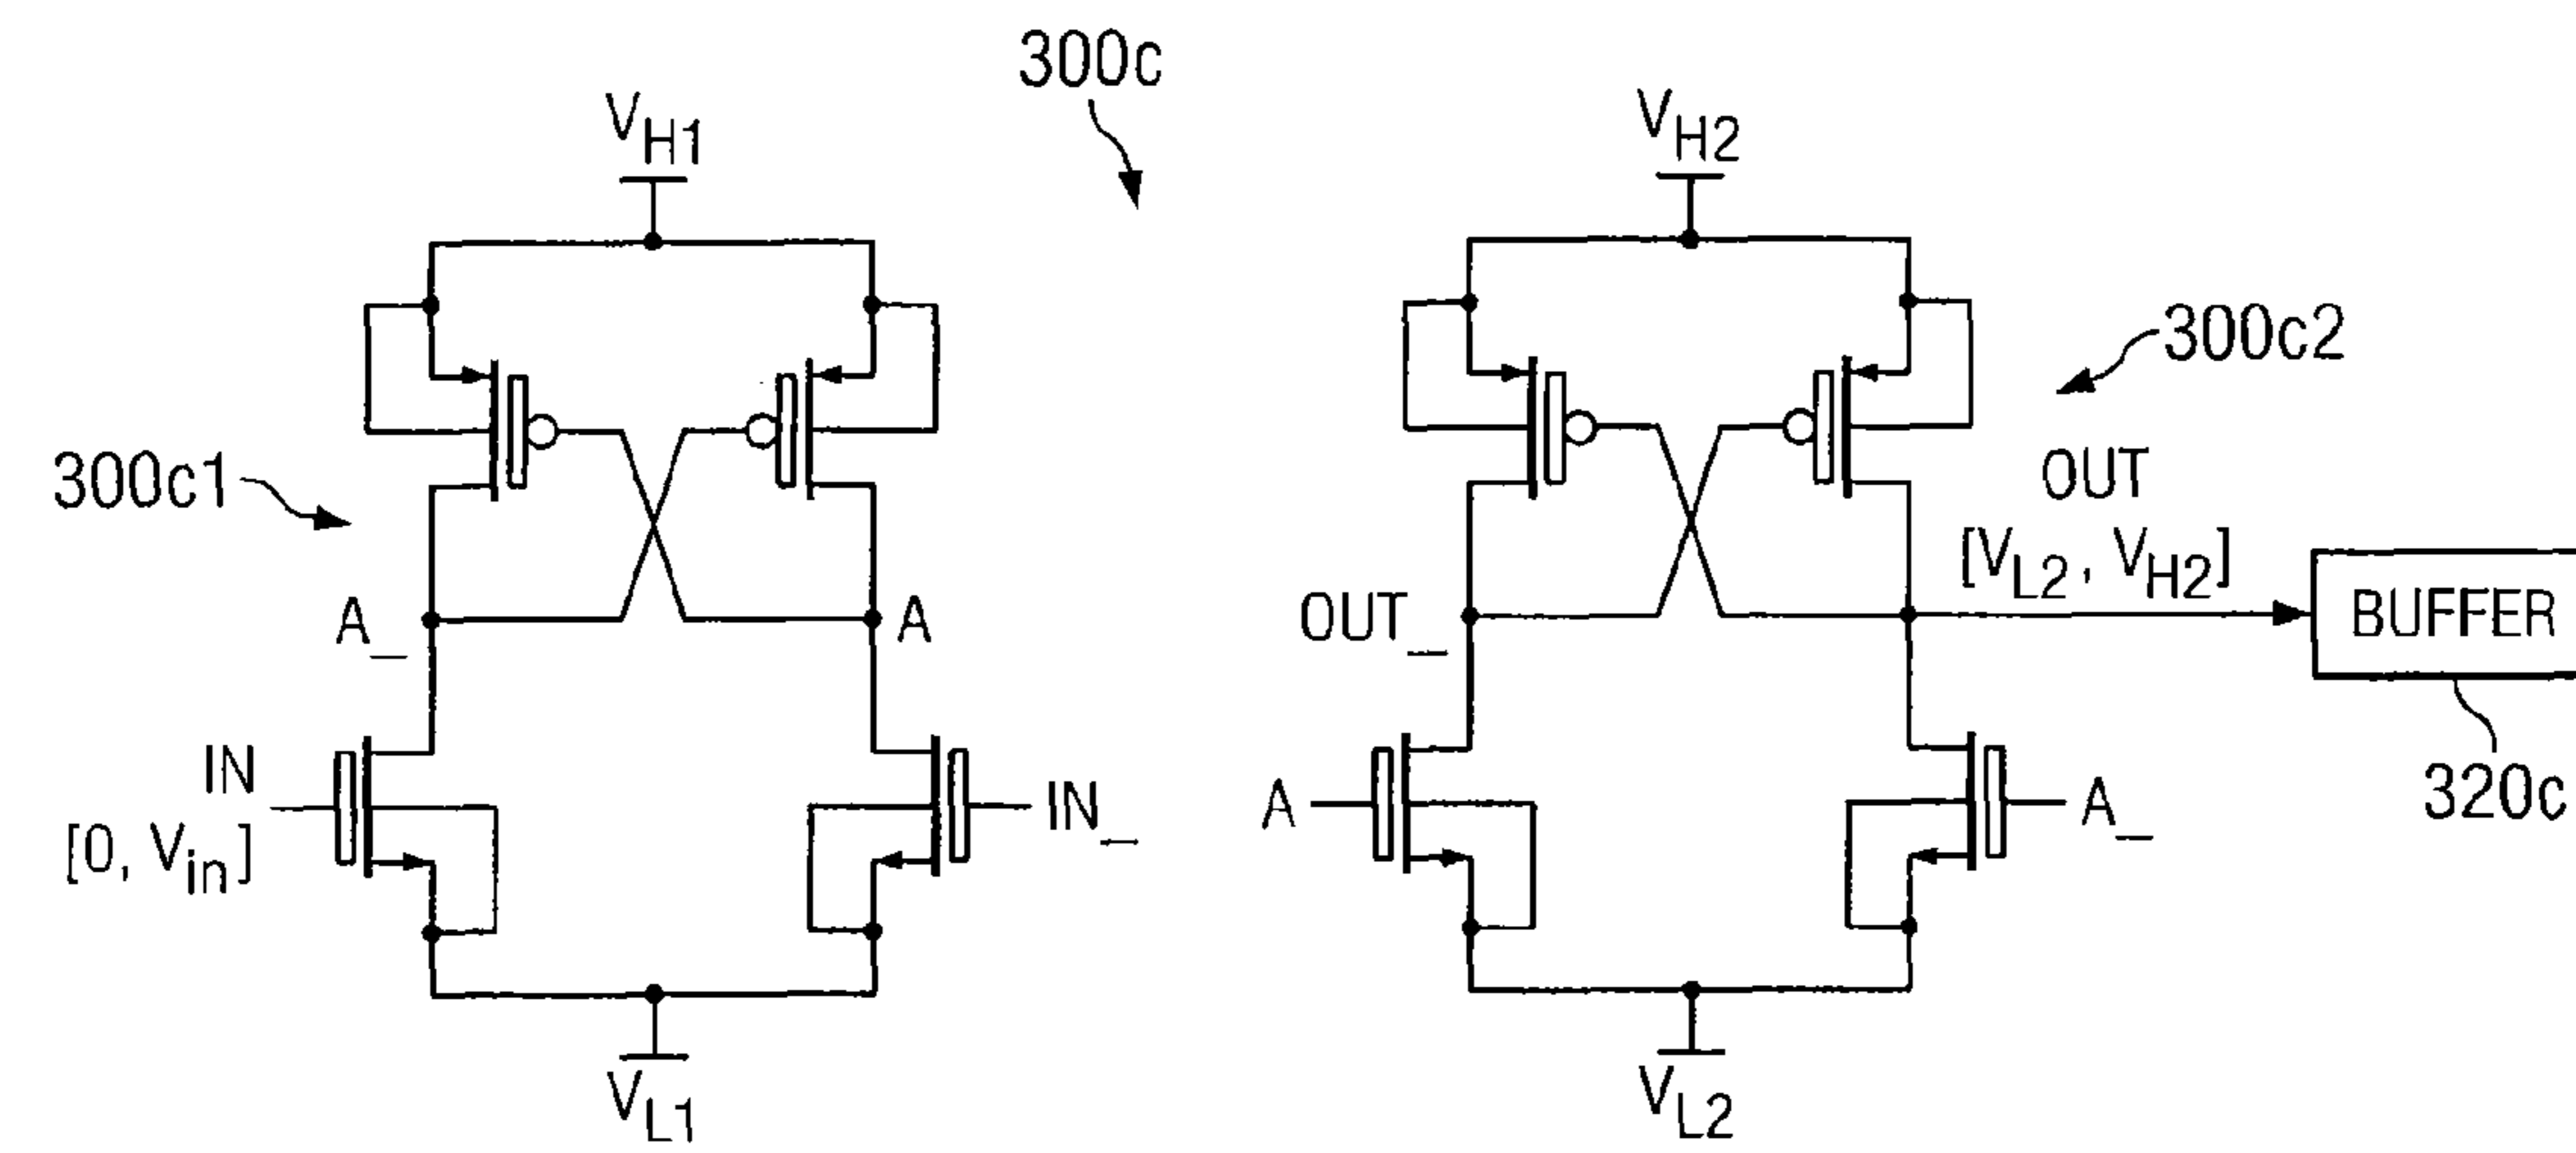 300c
V_H1
V_H2
300c1
300c2
A_
A
OUT_
OUT
[V_L2, V_H2]
BUFFER
320c
IN
[0, V_in]
IN_
A
A_
V_L1
V_L2